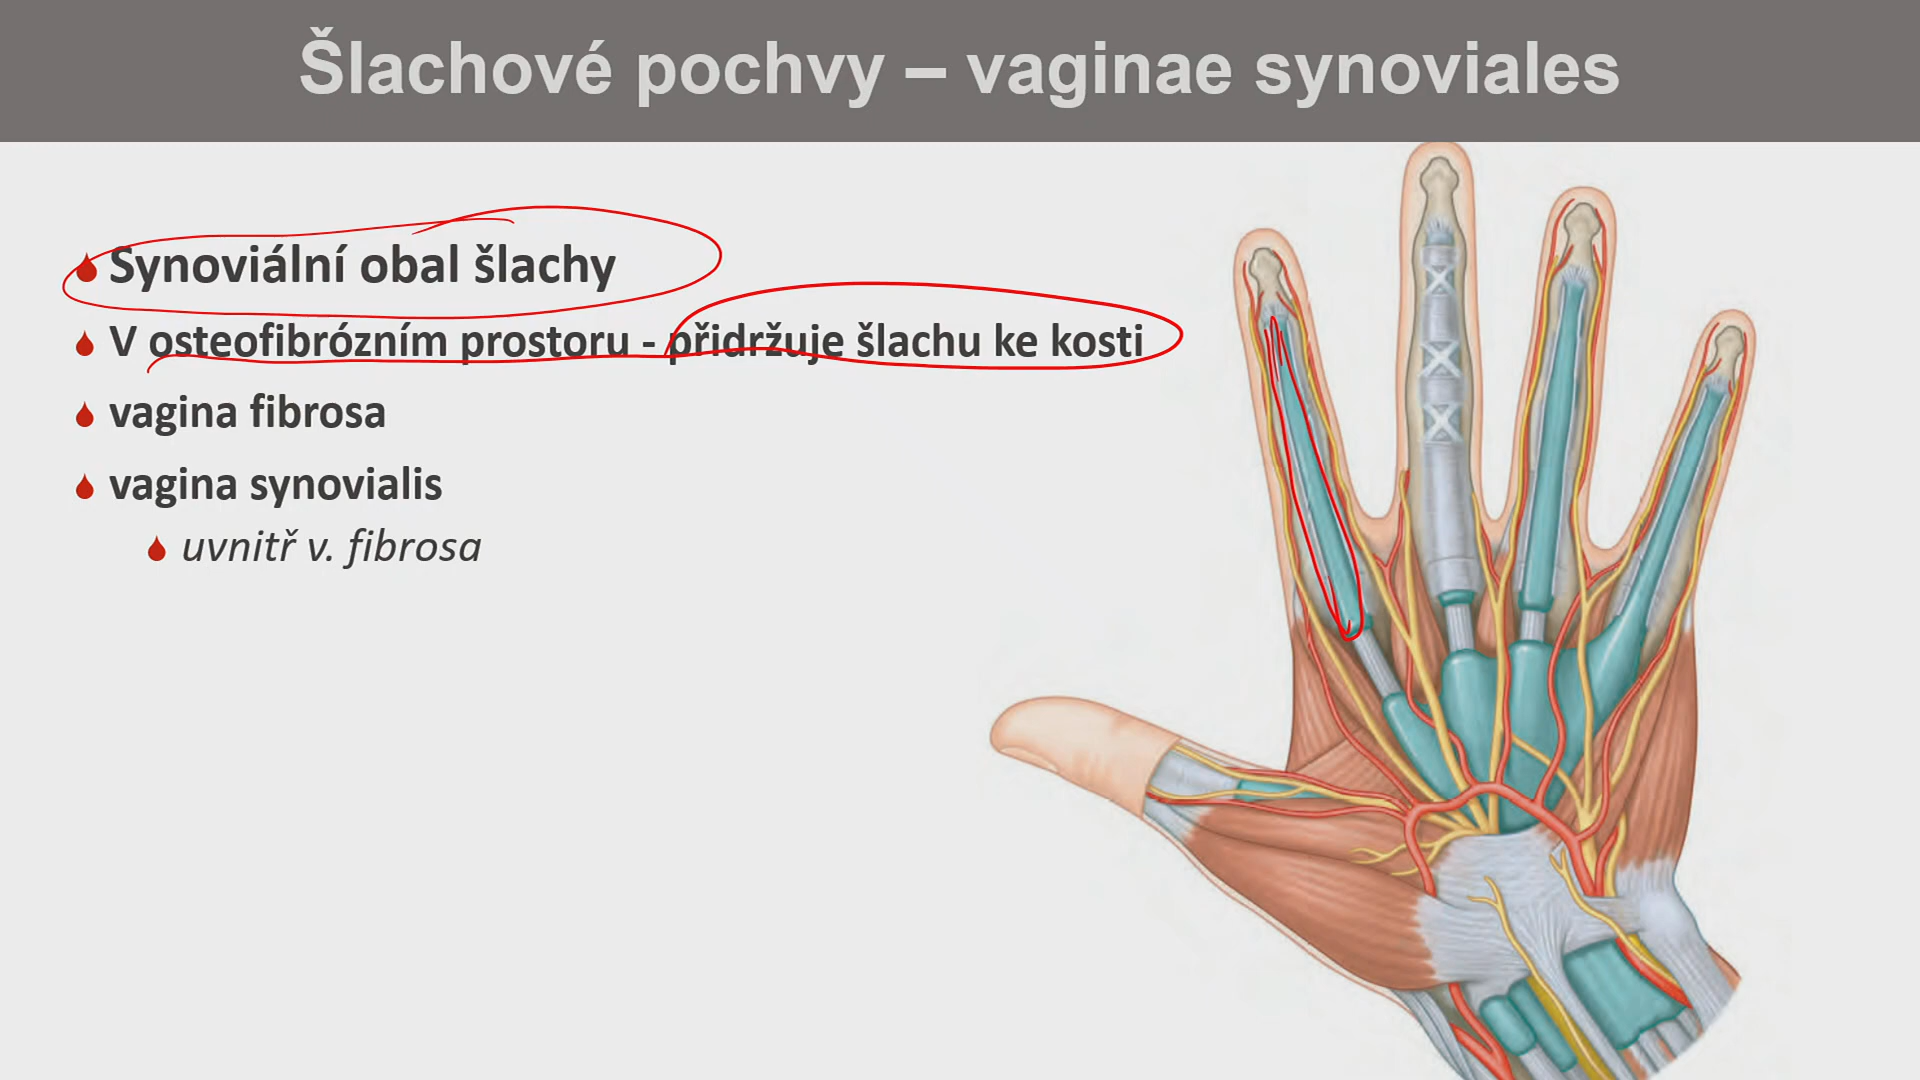 Šlachové pochvy – vaginae synoviales
Synoviální obal šlachy
V osteofibrózním prostoru - přidržuje šlachu ke kosti
vagina fibrosa
vagina synovialis
uvnitř v. fibrosa